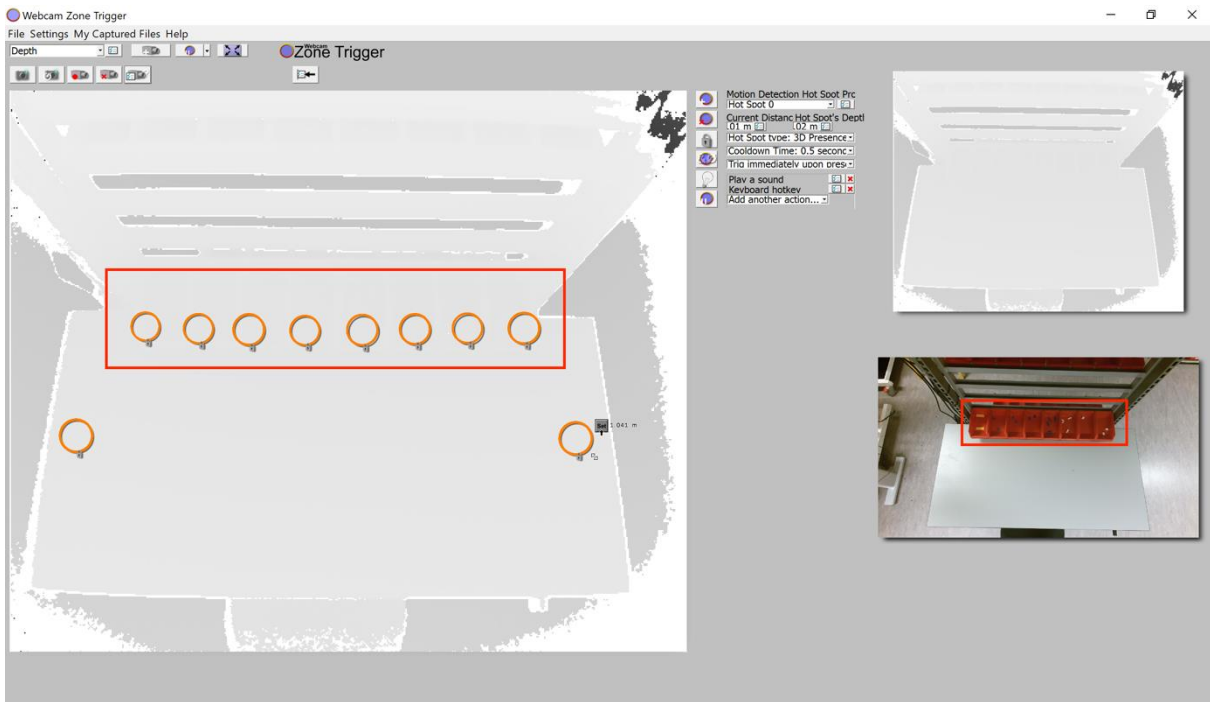 Webcam Zone Trigger
File Settings My Captured Files Help
Depth
Webcam
Zone Trigger
Motion Detection Hot Spot Prc
Hot Spot 0
Current Distanc Hot Spot's Deptl
.01 m
.02 m
Hot Spot type: 3D Presence
Cooldown Time: 0.5 seconc
Trig immediately upon pres
Play a sound
Keyboard hotkey
Add another action...
Set 1.041 m